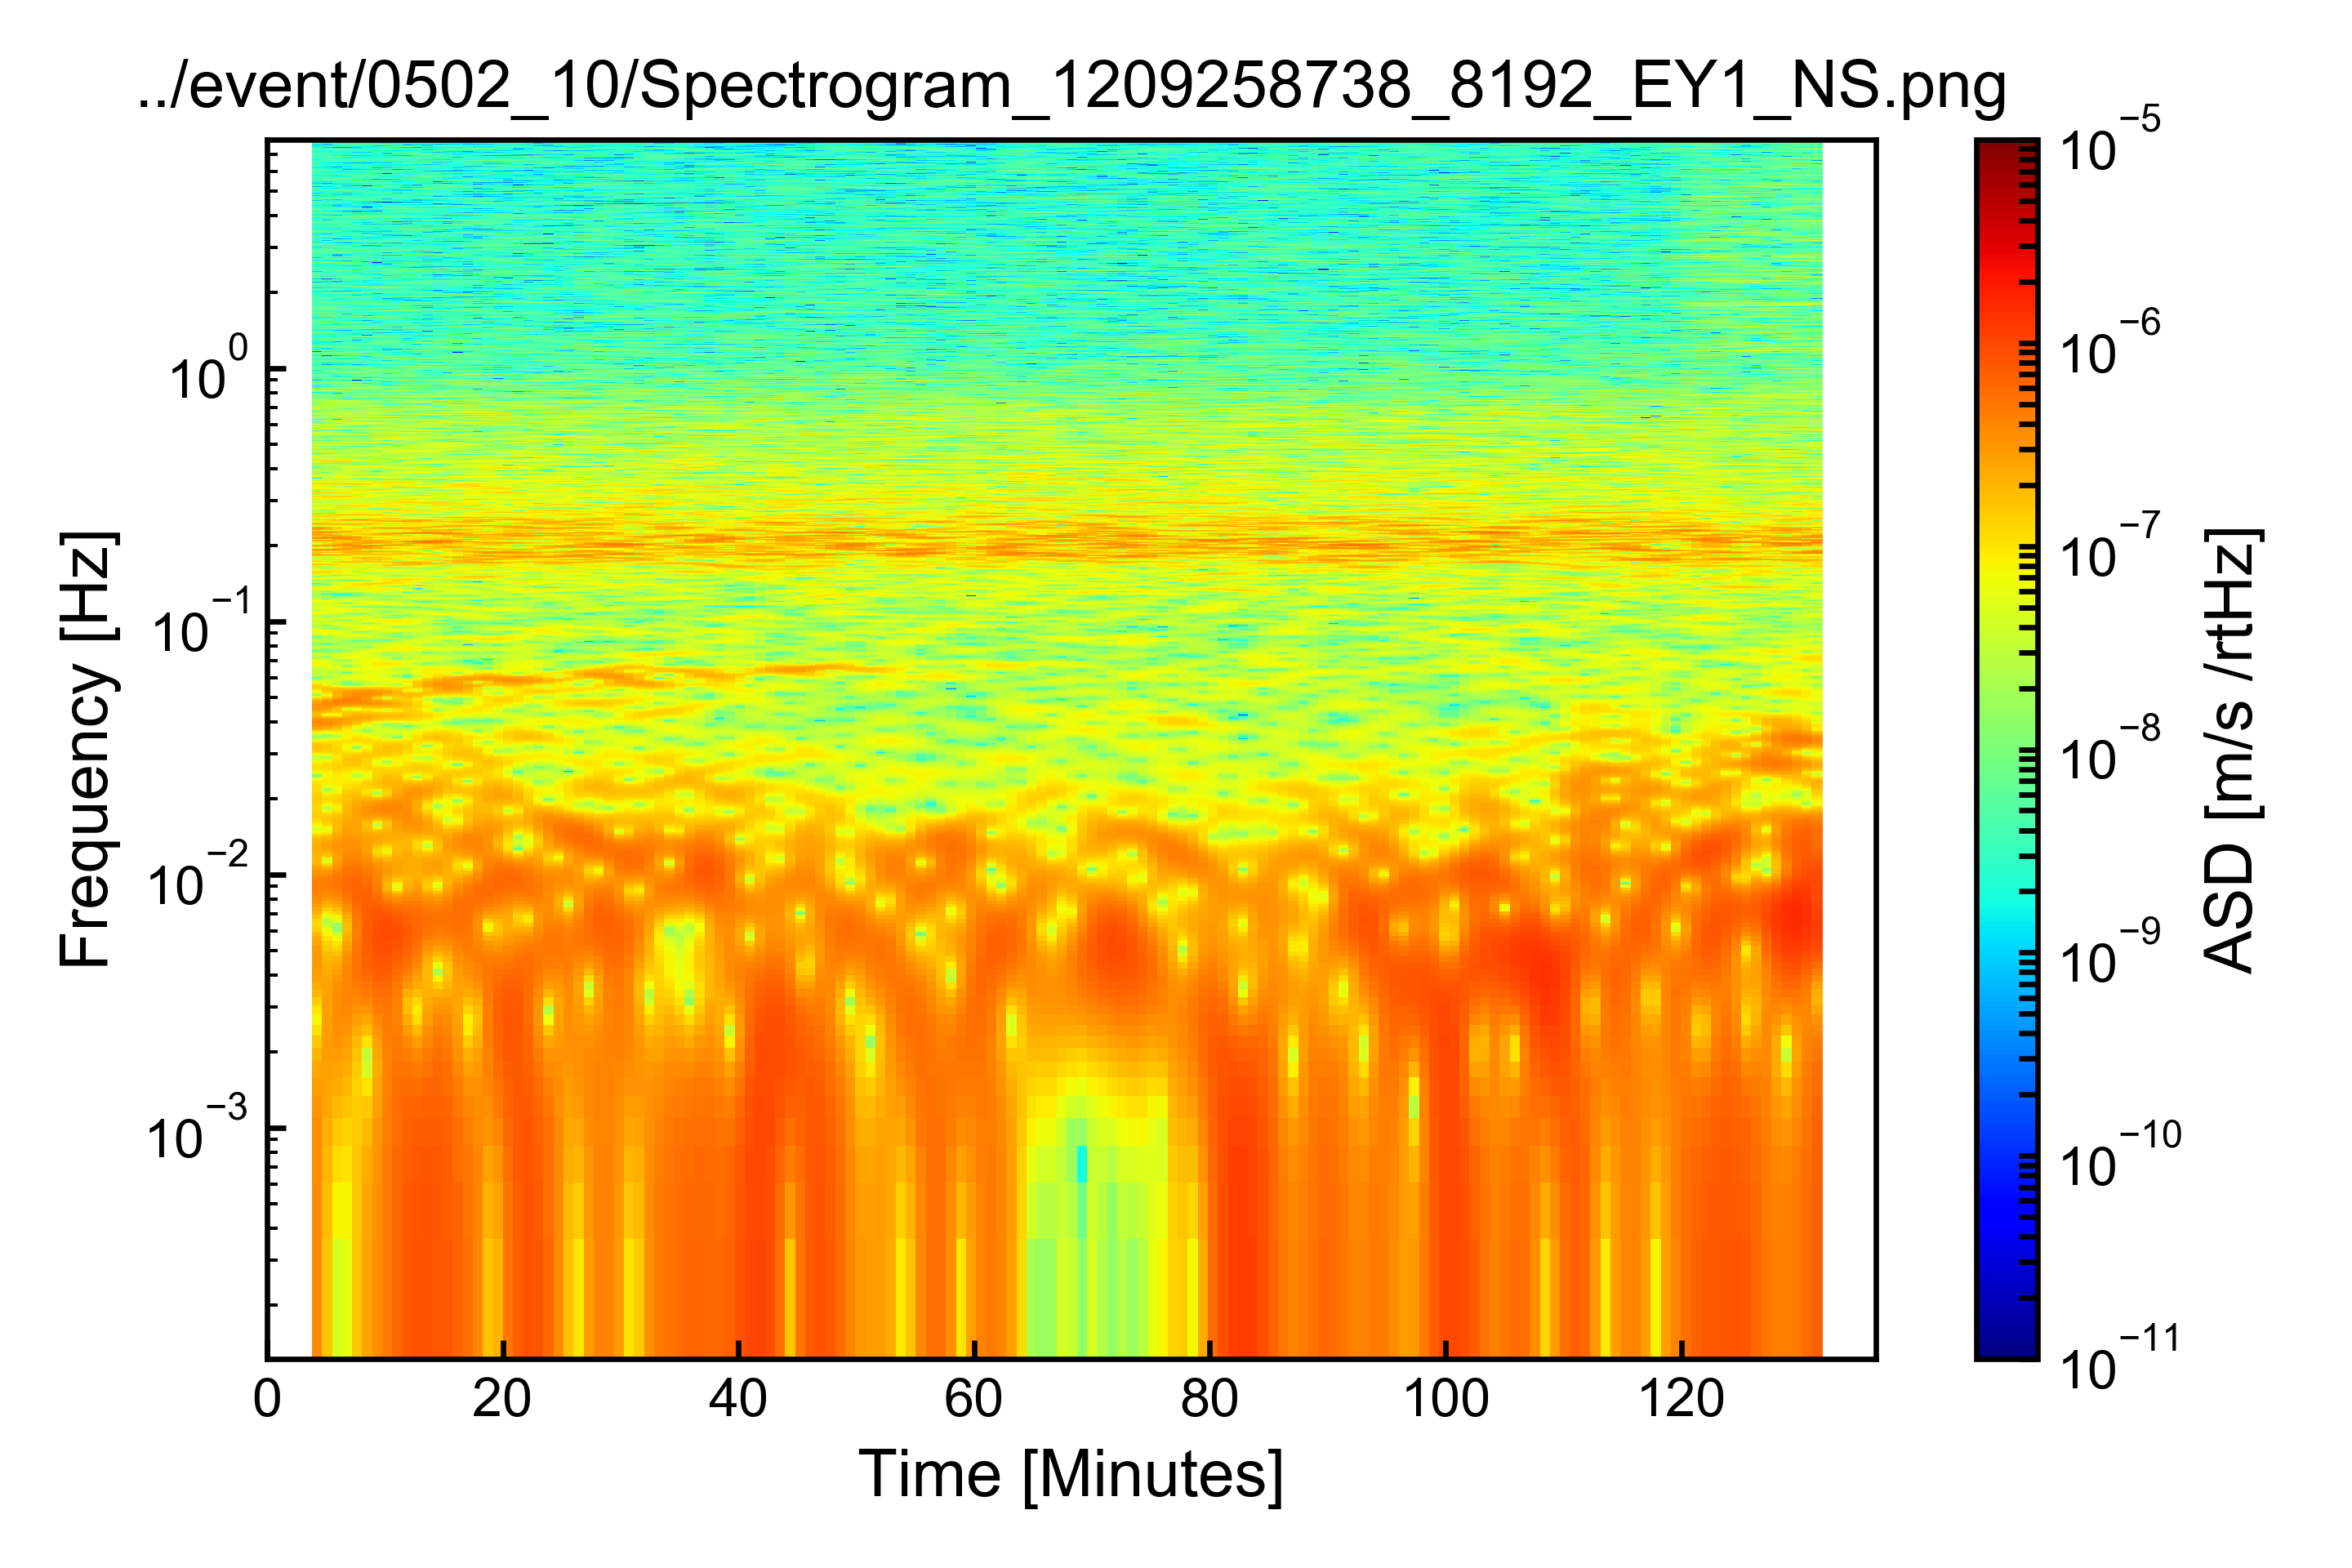 ../event/0502_10/Spectrogram_1209258738_8192_EY1_NS.png
Frequency [Hz]
10^0
10^−1
10^−2
10^−3
0 20 40 60 80 100 120
Time [Minutes]
10^−5
10^−6
10^−7
10^−8
10^−9
10^−10
10^−11
ASD [m/s /rtHz]